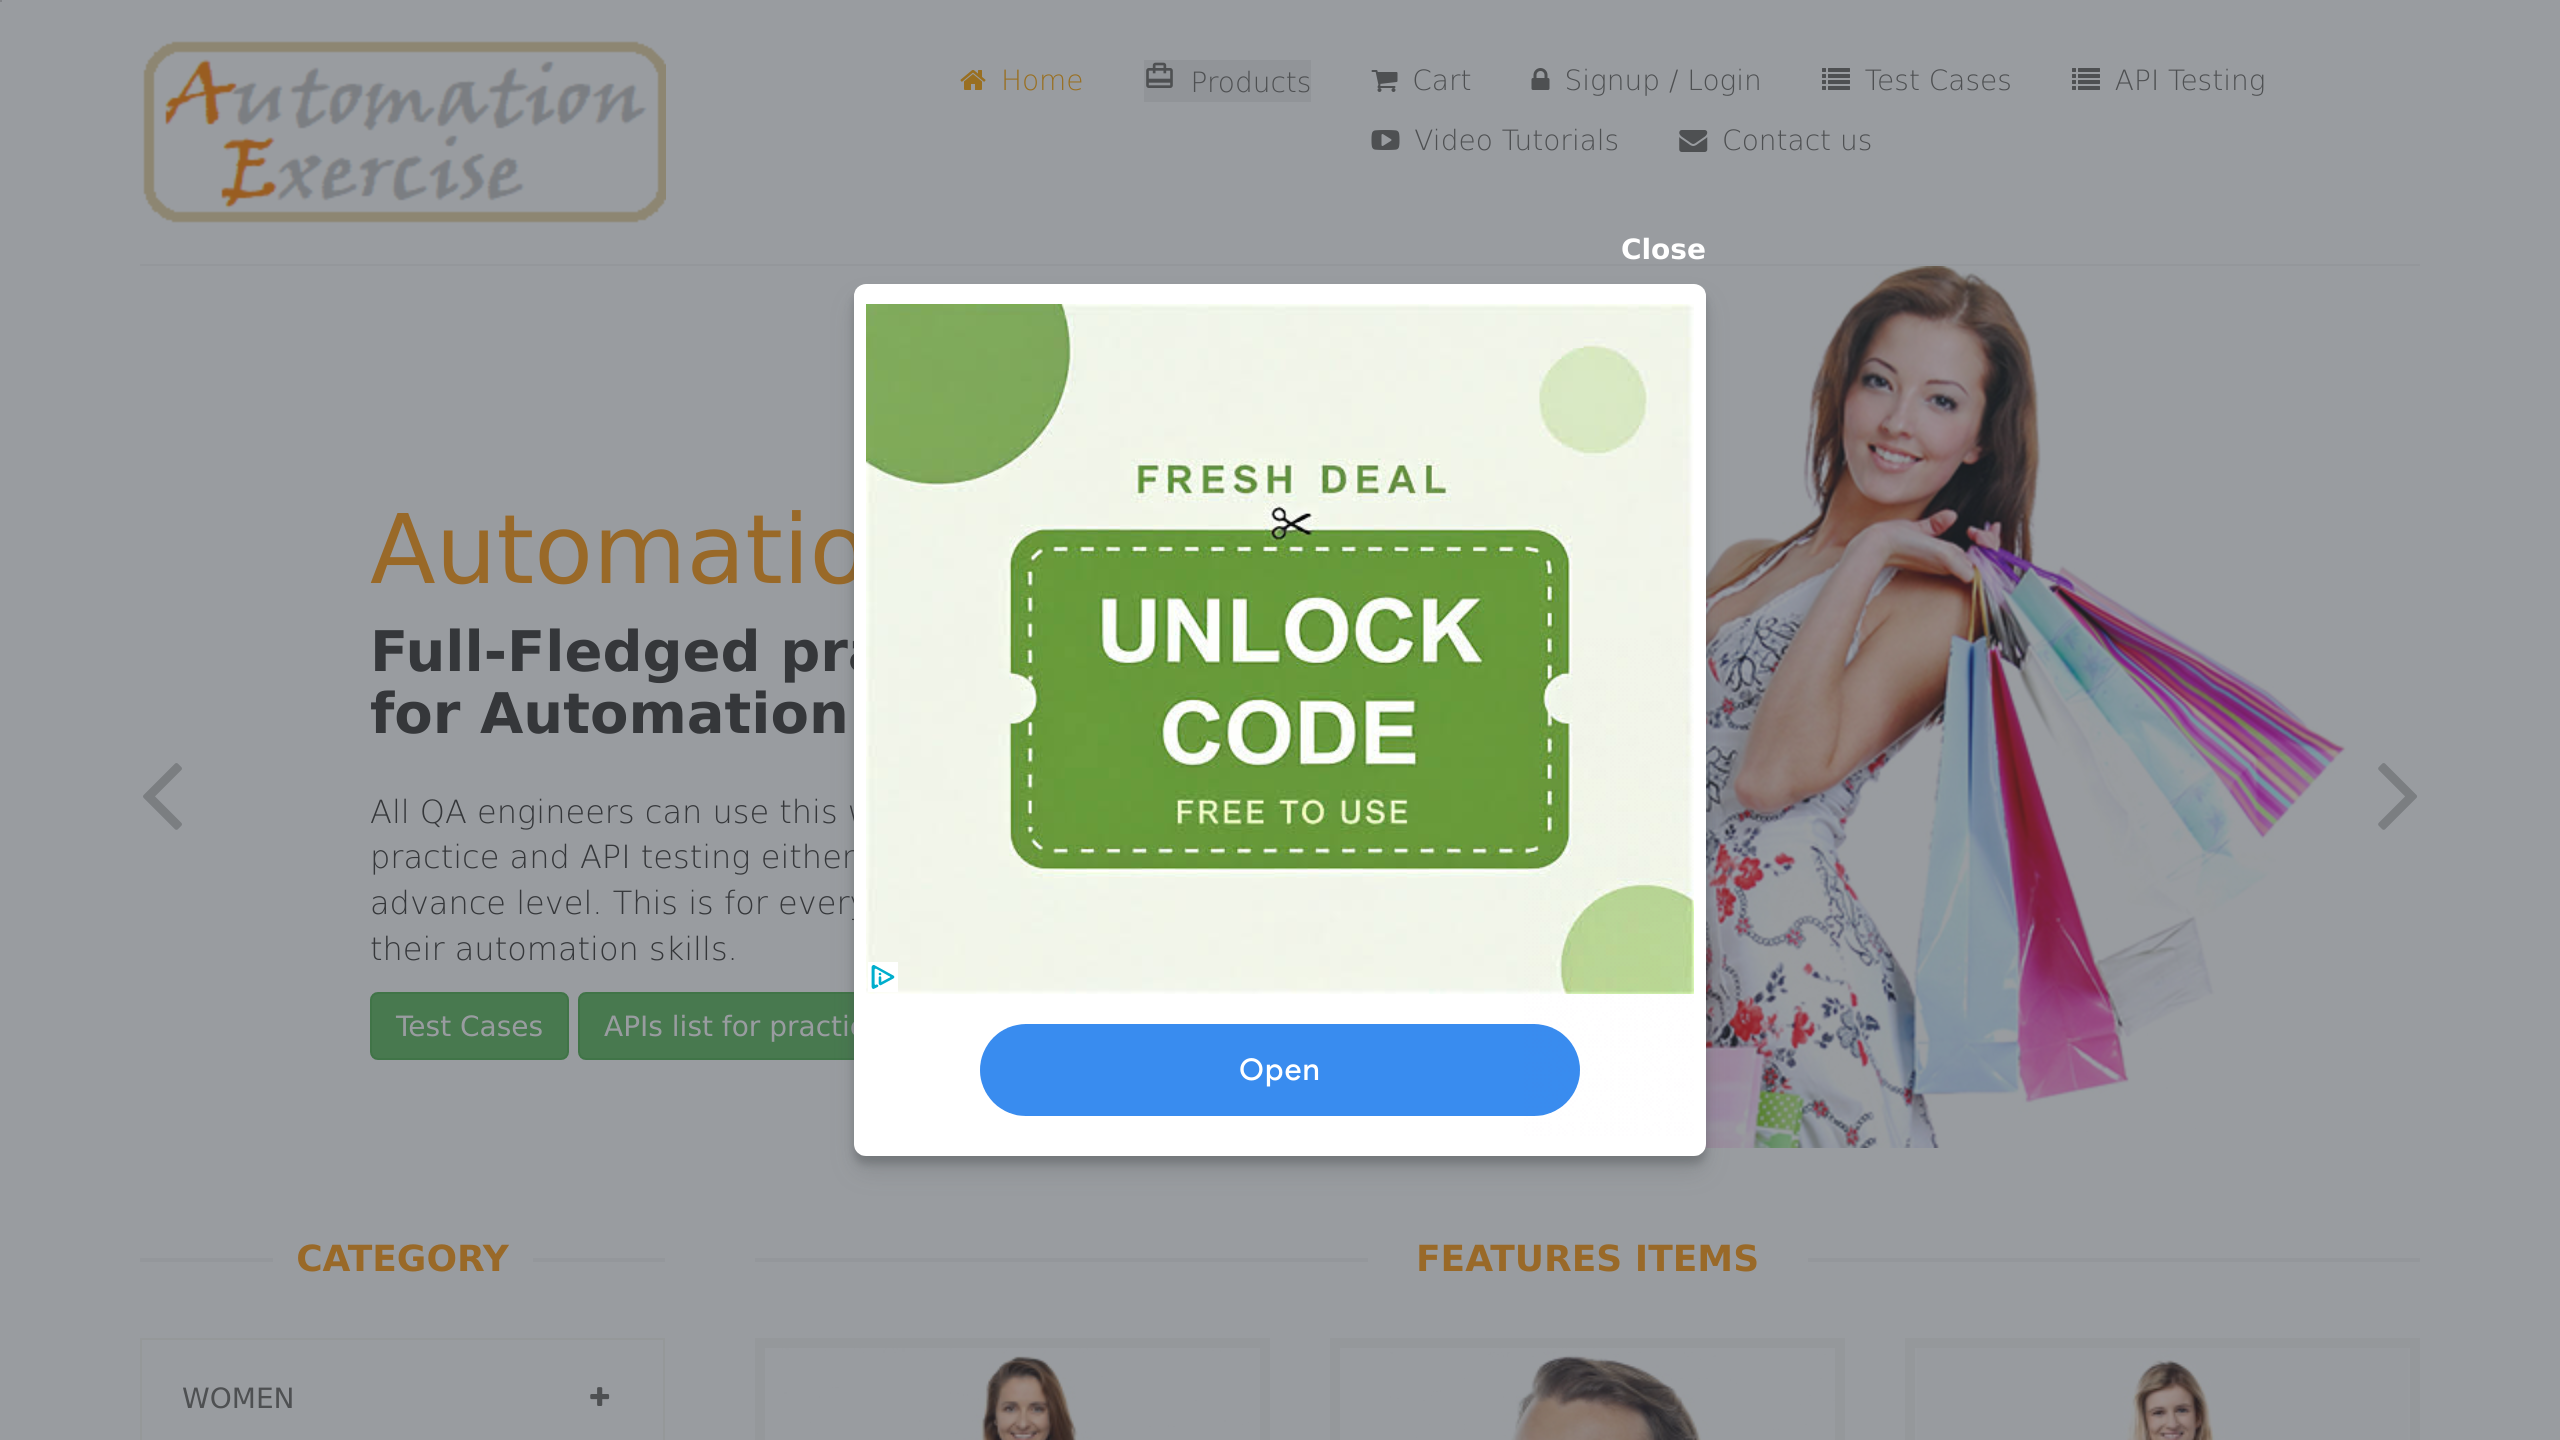 Automation
Exercise
Home
Products
Cart
Signup / Login
Test Cases
API Testing
Video Tutorials
Contact us
Close
FRESH DEAL
UNLOCK
CODE
FREE TO USE
Open
Automatio
Full-Fledged pra
for Automation
All QA engineers can use this
practice and API testing either
advance level. This is for every
their automation skills.
Test Cases
APIs list for practic
CATEGORY
FEATURES ITEMS
WOMEN